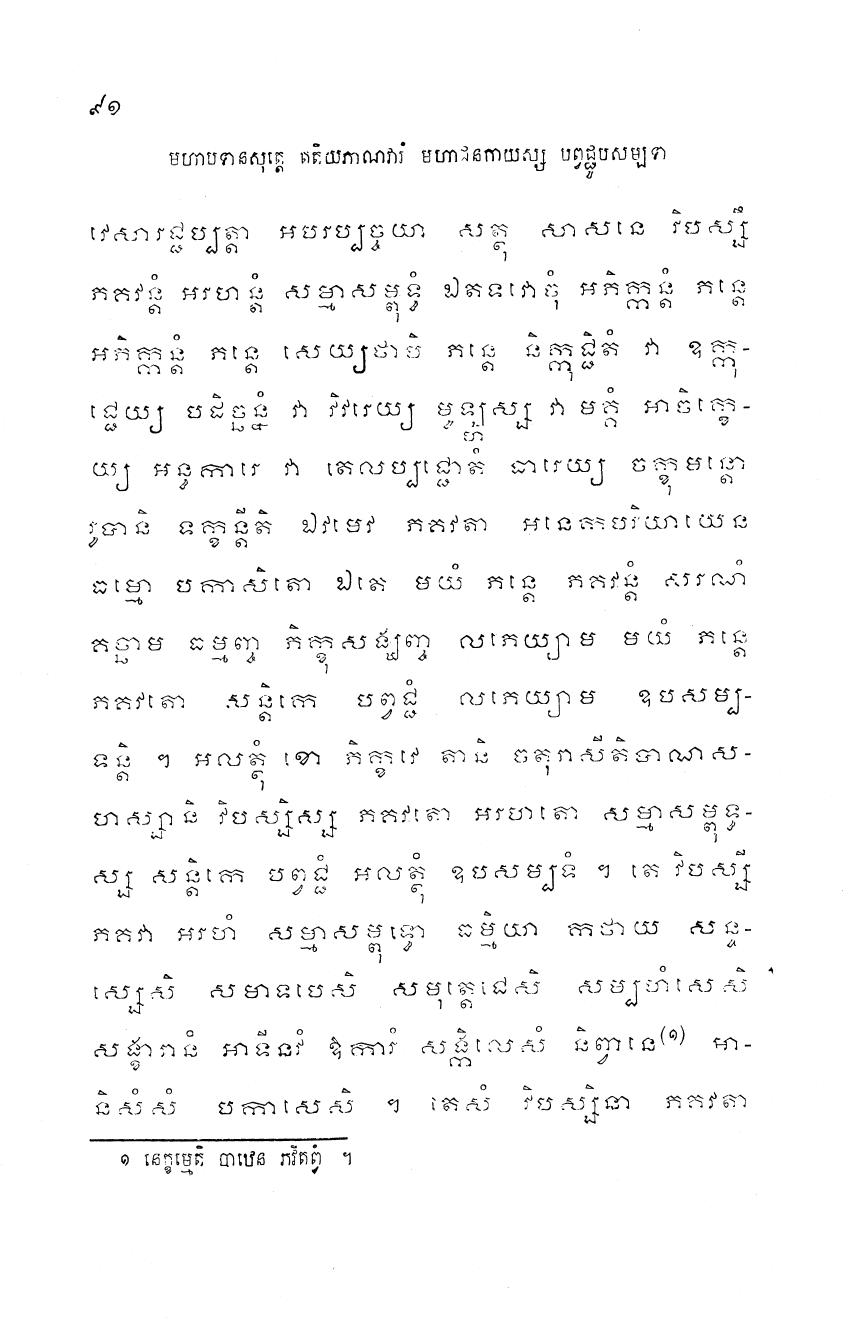 ៩១
មហាបទានសុត្តេ តតិយភាណវារំ មហាជនកាយស្ស បព្វជ្ជូបសម្បទា
វេសារជ្ជប្បត្តា អបរប្បច្ចយា សត្ថុ សាសនេ វិបស្សឹ
ភគវន្តំ អរហន្តំ សម្មាសម្ពុទ្ធំ ឯតទវោចុំ អភិក្កន្តំ ភន្តេ
អភិក្កន្តំ ភន្តេ សេយ្យថាបិ ភន្តេ និក្កុជ្ជិតំ វា ឧក្កុ-
ជ្ជេយ្យ បដិច្ឆន្នំ វា វិវរេយ្យ មូឡ្ហស្ស វា មគ្គំ អាចិក្ខេ-
យ្យ អន្ធការេ វា តេលប្បជ្ជោតំ ធារេយ្យ ចក្ខុមន្តោ
រូបានិ ទក្ខន្តីតិ ឯវមេវ ភគវតា អនេកបរិយាយេន
ធម្មោ បកាសិតោ ឯតេ មយំ ភន្តេ ភគវន្តំ សរណំ
គច្ឆាម ធម្មញ្ច ភិក្ខុសង្ឃញ្ច លភេយ្យាម មយំ ភន្តេ
ភគវតោ សន្តិកេ បព្វជ្ជំ លភេយ្យាម ឧបសម្ប-
ទន្តិ ។ អលត្ថុំ ខោ ភិក្ខវេ តានិ ចតុរាសីតិបាណស-
ហស្សានិ វិបស្សិស្ស ភគវតោ អរហតោ សម្មាសម្ពុទ្ធ-
ស្ស សន្តិកេ បព្វជ្ជំ អលត្ថុំ ឧបសម្បទំ ។ តេ វិបស្សី
ភគវា អរហំ សម្មាសម្ពុទ្ធោ ធម្មិយា កថាយ សន្ទ-
ស្សេសិ សមាទបេសិ សមុត្តេជេសិ សម្បហំសេសិ
សង្ខារានំ អាទីនវំ ឱការំ សង្កិលេសំ និព្វានេ(១) អា-
និសំសំ បកាសេសិ ។ តេសំ វិបស្សិនា ភគវតា
១ នេក្ខម្មេតិ បាឋេន ភវិតព្វំ ។